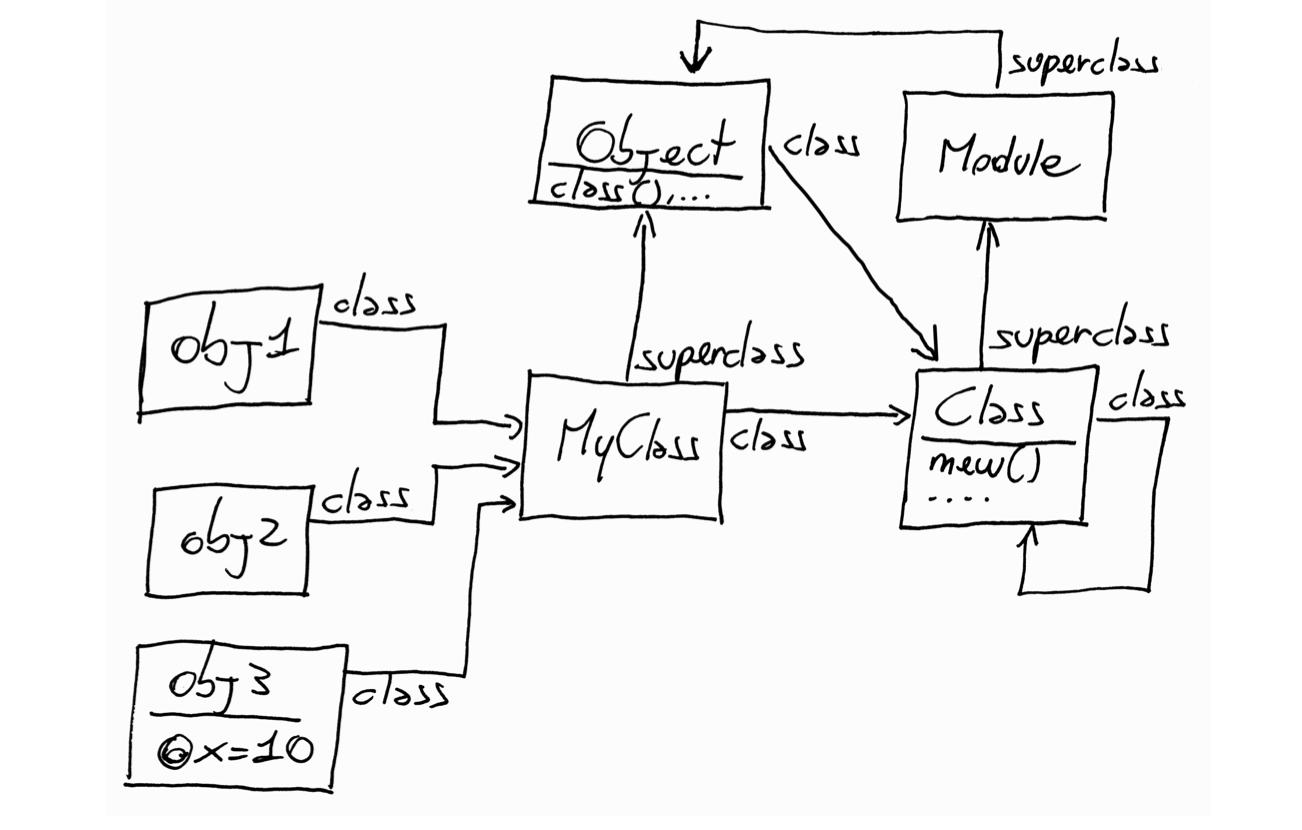 superclass
Object
class(),...
class
Module
obj1
class
superclass
superclass
MyClass
class
Class
new()
....
class
obj2
class
obj3
@x=10
class